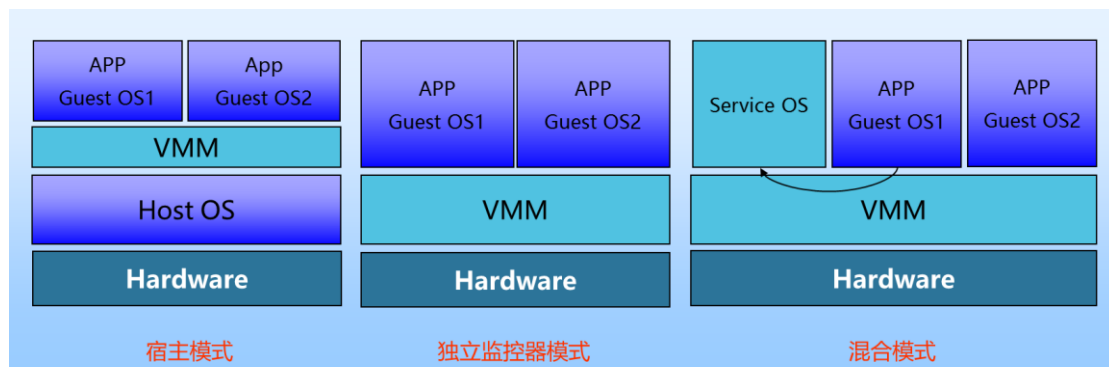 APP
Guest OS1
App
Guest OS2
VMM
Host OS
Hardware
宿主模式
APP
Guest OS1
APP
Guest OS2
VMM
Hardware
独立监控器模式
Service OS
APP
Guest OS1
APP
Guest OS2
VMM
Hardware
混合模式